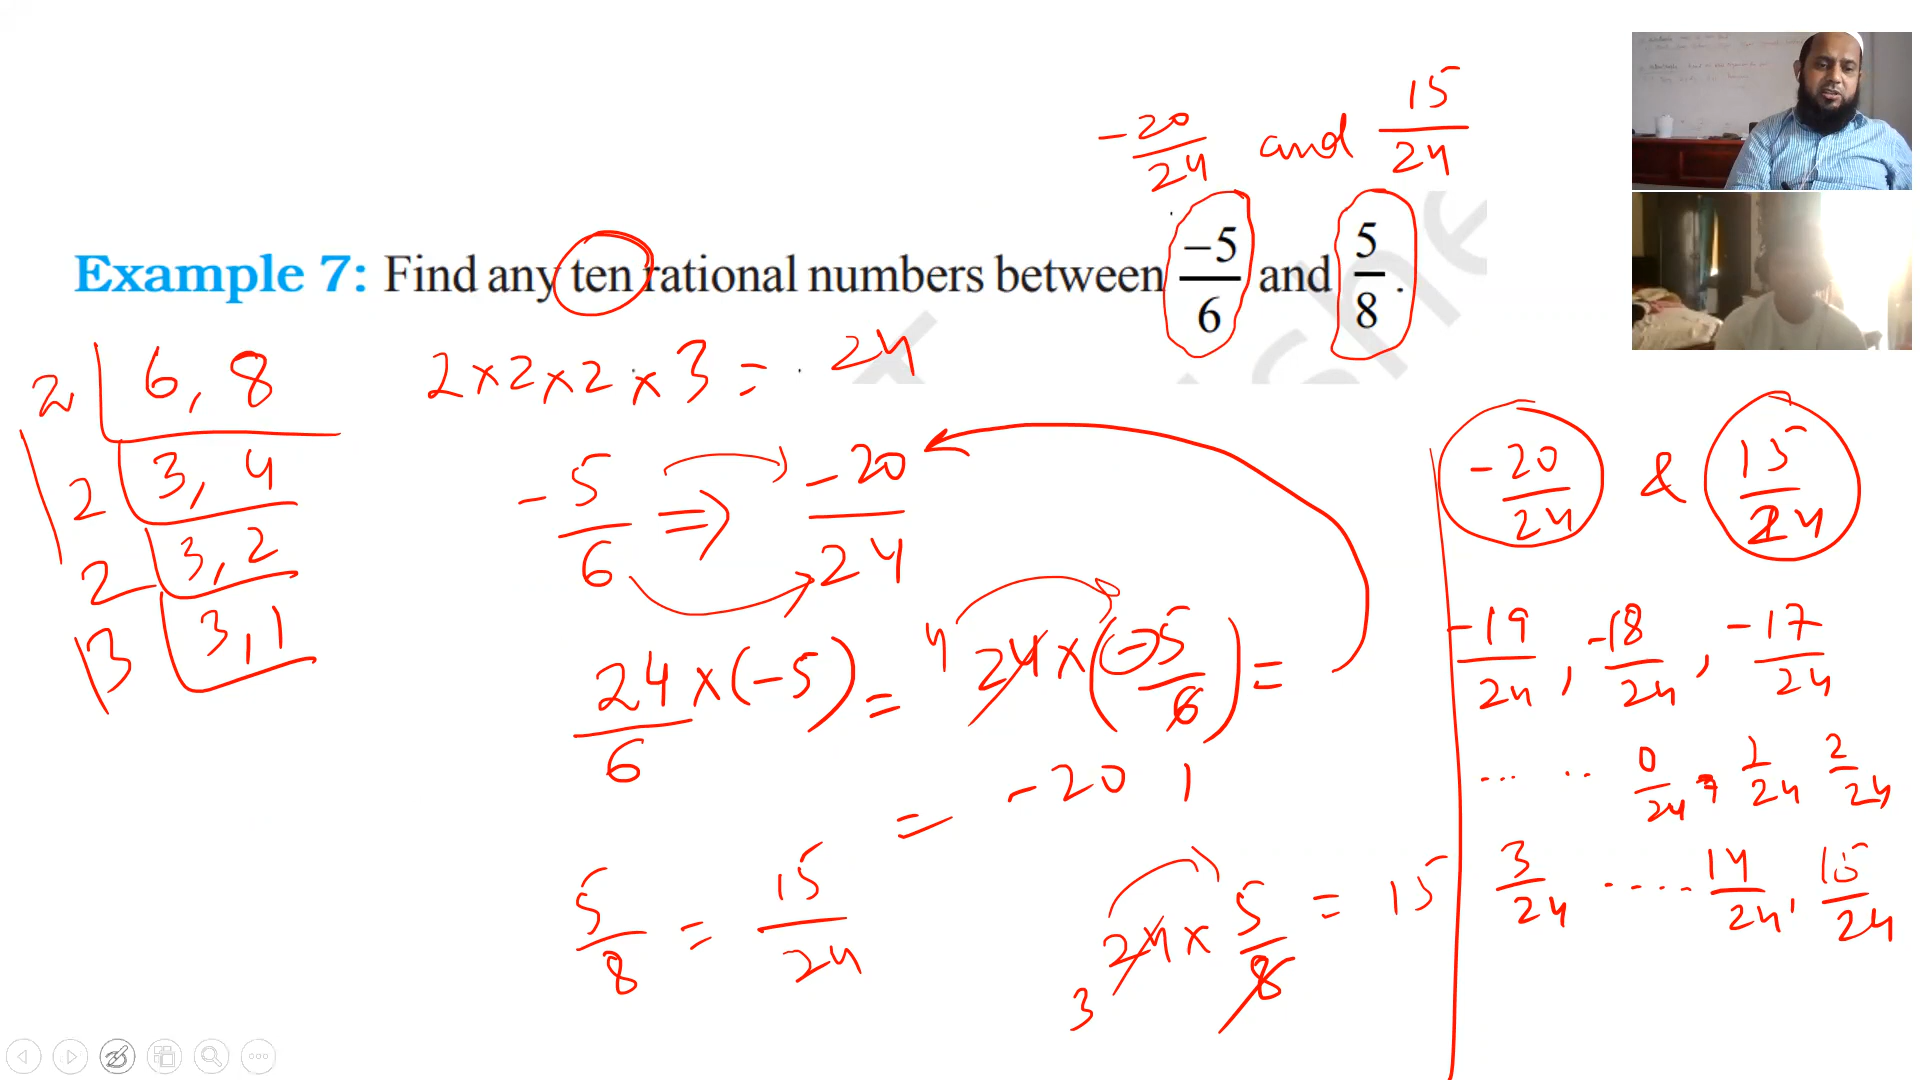 -20/24 and 15/24
Example 7: Find any ten rational numbers between −5/6 and 5/8.
2 | 6, 8
2 | 3, 4
2 | 3, 2
3 | 3, 1
2 × 2 × 2 × 3 = 24
-5/6 ⇒ -20/24
24/6 × (-5) = 24 × (-5/6) =
4
= -20
1
5/8 = 15/24
24 × 5/8 = 15
3
-20/24 & 15/24
-19/24, -18/24, -17/24
... .. 0/24, 1/24 2/24
3/24 ..... 14/24, 15/24